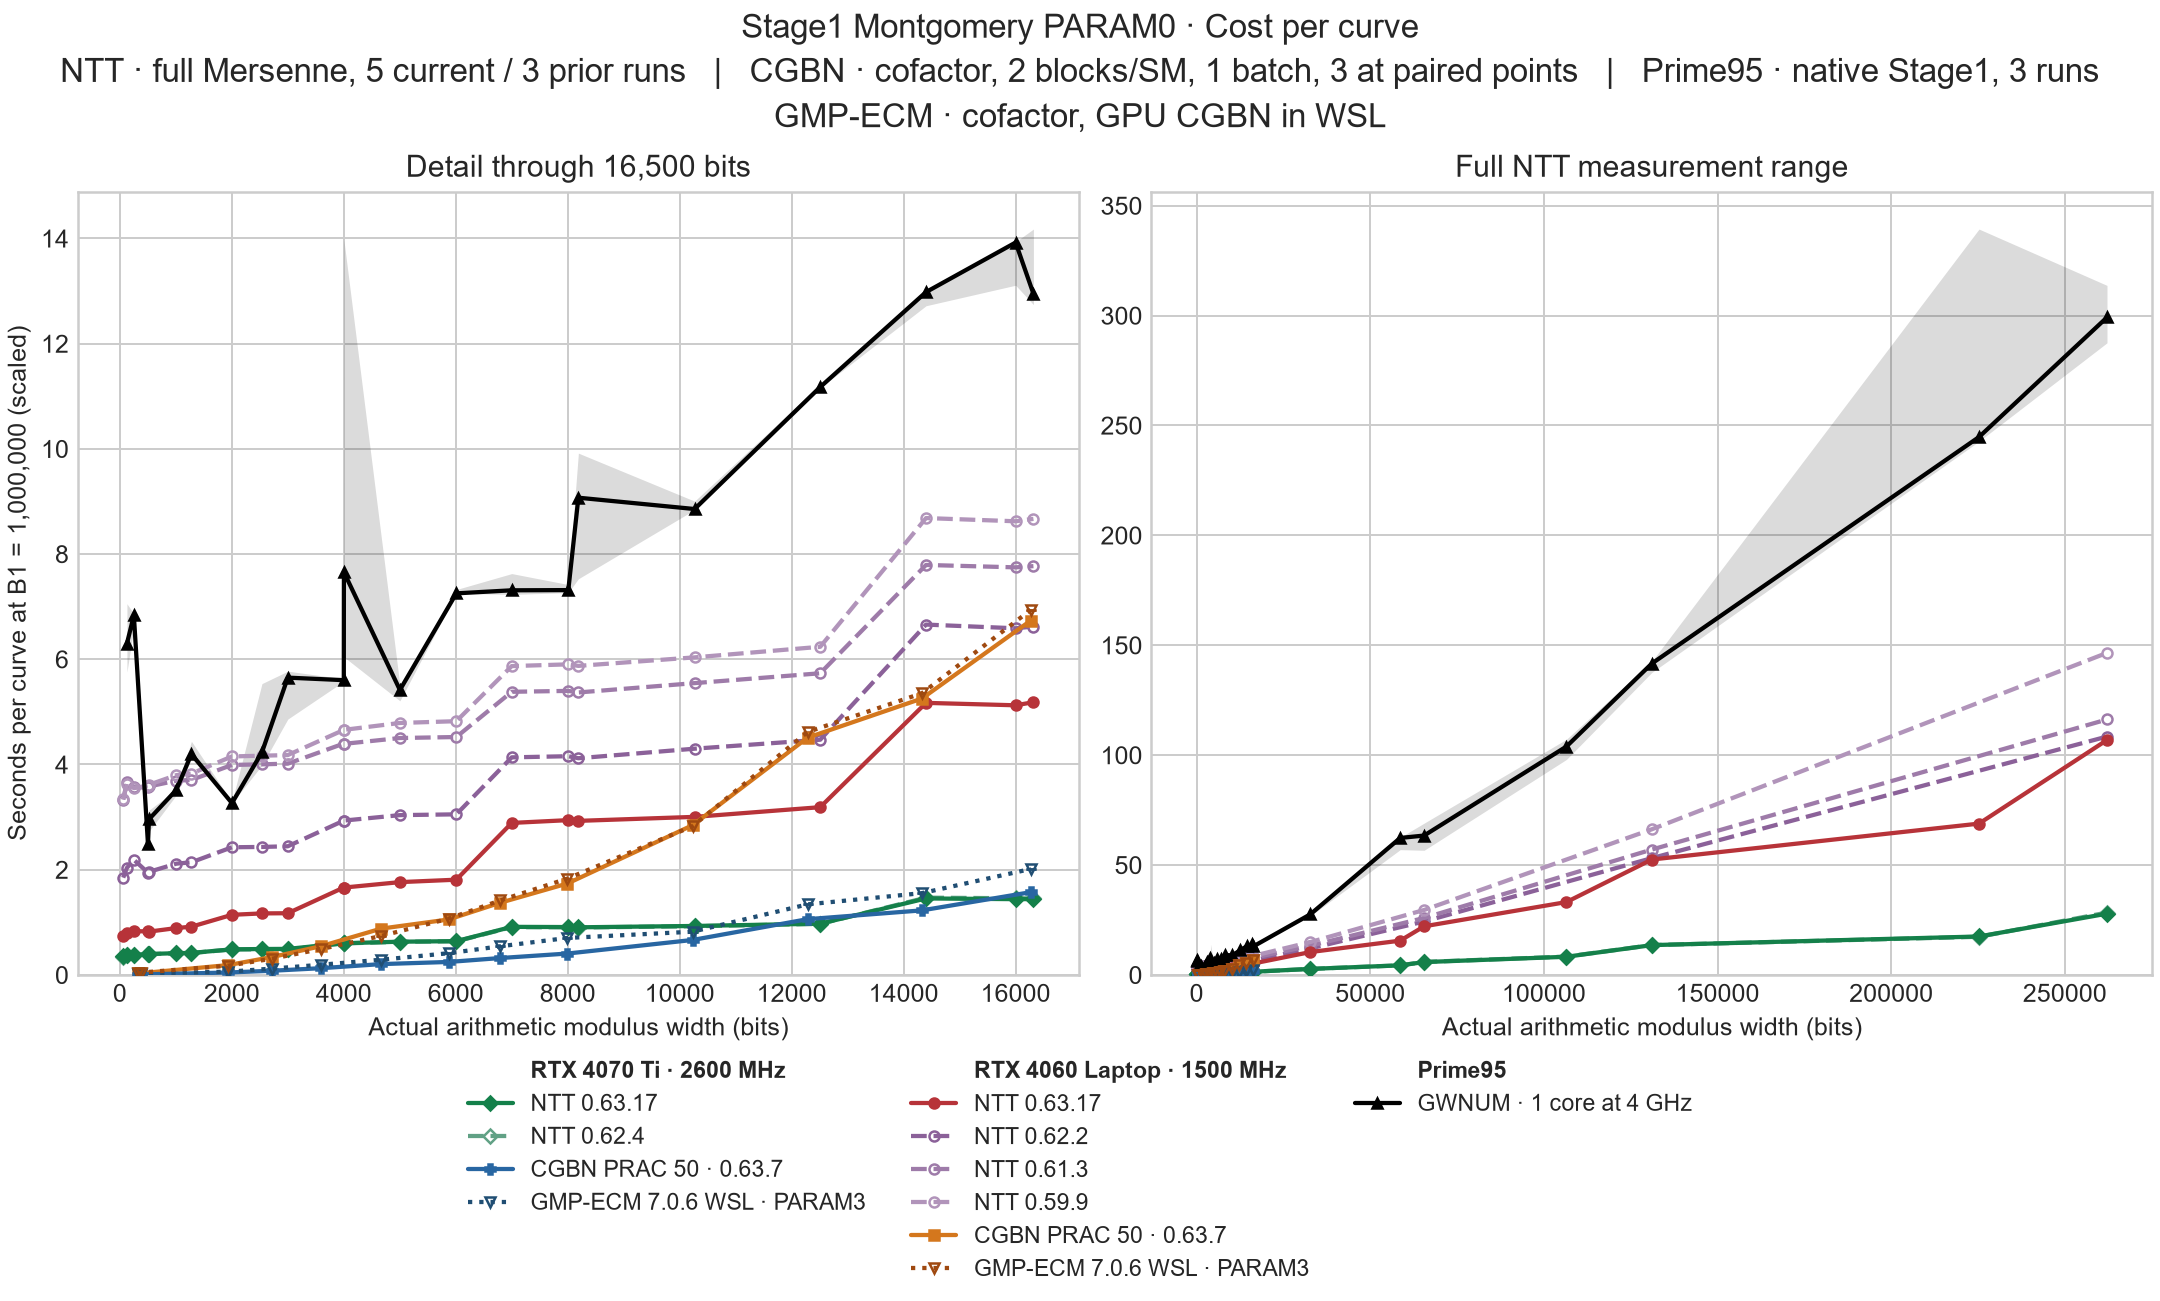 Stage1 Montgomery PARAM0 · Cost per curve
NTT · full Mersenne, 5 current / 3 prior runs | CGBN · cofactor, 2 blocks/SM, 1 batch, 3 at paired points | Prime95 · native Stage1, 3 runs
GMP-ECM · cofactor, GPU CGBN in WSL
Detail through 16,500 bits
Seconds per curve at B1 = 1,000,000 (scaled)
14
12
10
8
6
4
2
0
0 2000 4000 6000 8000 10000 12000 14000 16000
Actual arithmetic modulus width (bits)
Full NTT measurement range
350
300
250
200
150
100
50
0
0 50000 100000 150000 200000 250000
Actual arithmetic modulus width (bits)
RTX 4070 Ti · 2600 MHz
NTT 0.63.17
NTT 0.62.4
CGBN PRAC 50 · 0.63.7
GMP-ECM 7.0.6 WSL · PARAM3
RTX 4060 Laptop · 1500 MHz
NTT 0.63.17
NTT 0.62.2
NTT 0.61.3
NTT 0.59.9
CGBN PRAC 50 · 0.63.7
GMP-ECM 7.0.6 WSL · PARAM3
Prime95
GWNUM · 1 core at 4 GHz